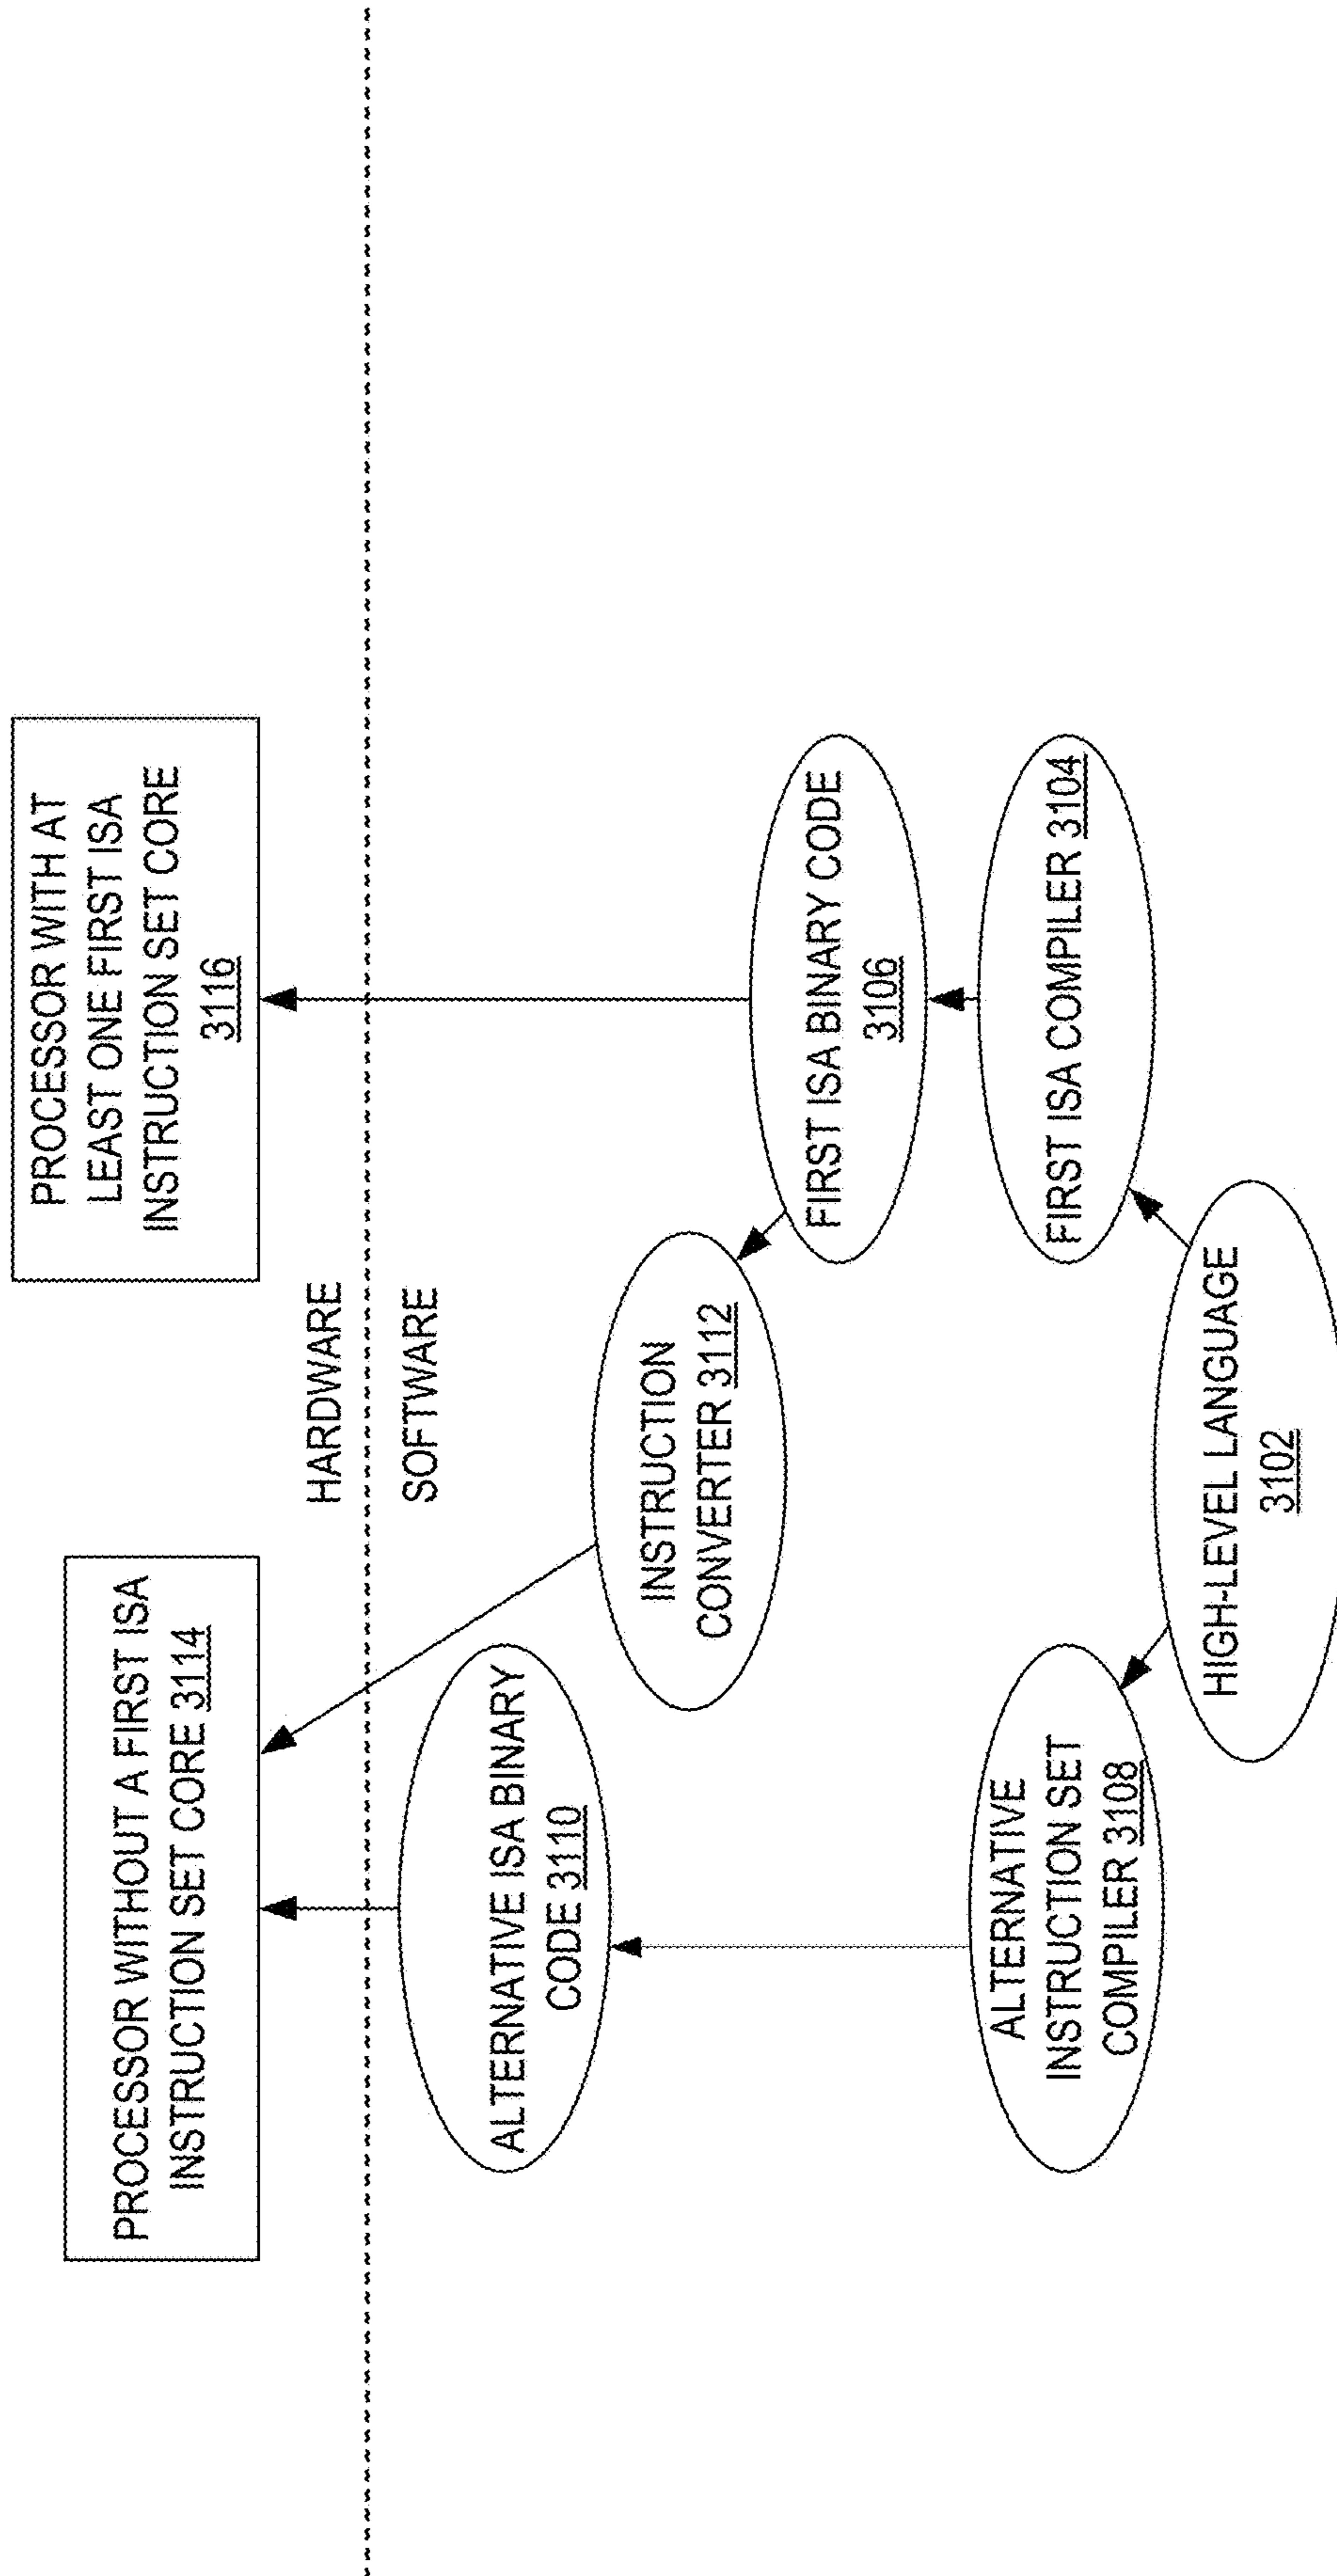 PROCESSOR WITHOUT A FIRST ISA
INSTRUCTION SET CORE 3114
PROCESSOR WITH AT
LEAST ONE FIRST ISA
INSTRUCTION SET CORE
3116
HARDWARE
SOFTWARE
ALTERNATIVE ISA BINARY
CODE 3110
INSTRUCTION
CONVERTER 3112
FIRST ISA BINARY CODE
3106
ALTERNATIVE
INSTRUCTION SET
COMPILER 3108
FIRST ISA COMPILER 3104
HIGH-LEVEL LANGUAGE
3102